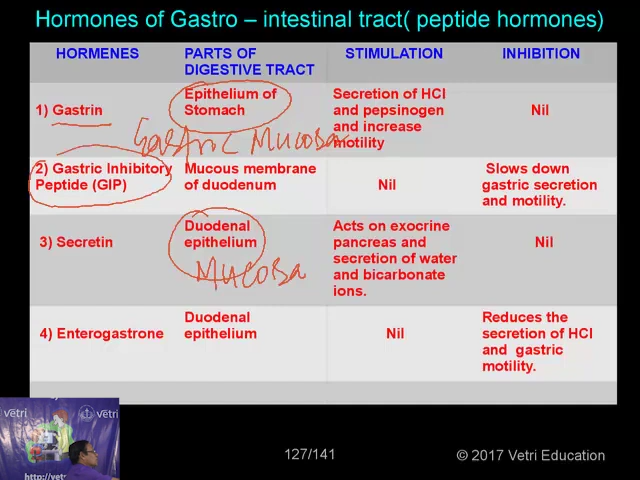 Hormones of Gastro – intestinal tract( peptide hormones)
HORMENES
PARTS OF
DIGESTIVE TRACT
STIMULATION
INHIBITION
1) Gastrin
Epithelium of
Stomach
Secretion of HCl
and pepsinogen
and increase
motility
Nil
Gastric Mucosa
2) Gastric Inhibitory
Peptide (GIP)
Mucous membrane
of duodenum
Nil
Slows down
gastric secretion
and motility.
3) Secretin
Duodenal
epithelium
Mucosa
Acts on exocrine
pancreas and
secretion of water
and bicarbonate
ions.
Nil
4) Enterogastrone
Duodenal
epithelium
Nil
Reduces the
secretion of HCl
and gastric
motility.
vëtri
vëtri
http://vet
127/141
© 2017 Vetri Education